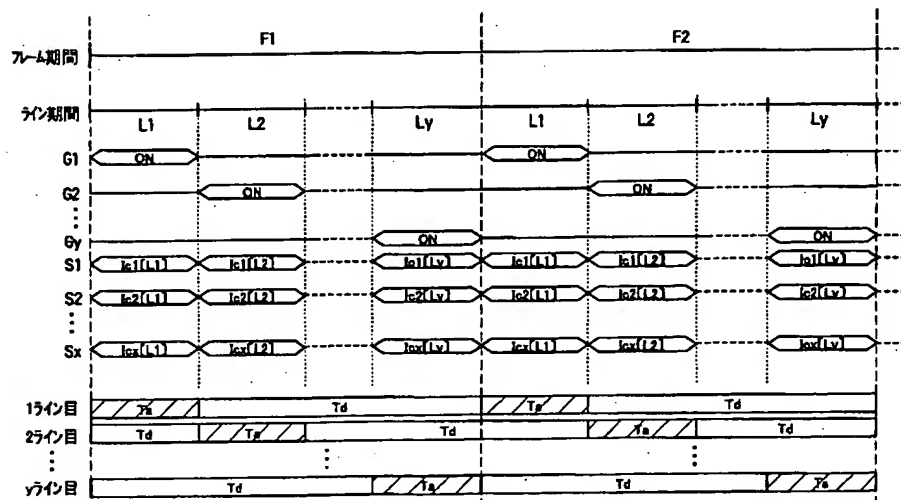 F1 F2
フレーム期間
ライン期間
L1 L2 Ly L1 L2 Ly
G1 ON ON
G2 ON ON
⋮
Gy ON ON
S1 Ic1[L1] Ic1[L2] Ic1[Ly] Ic1[L1] Ic1[L2] Ic1[Ly]
S2 Ic2[L1] Ic2[L2] Ic2[Ly] Ic2[L1] Ic2[L2] Ic2[Ly]
⋮
Sx Icx[L1] Icx[L2] Icx[Ly] Icx[L1] Icx[L2] Icx[Ly]
1ライン目 Ta Td Ta Td
2ライン目 Td Ta Td Ta Td
⋮ ⋮ ⋮
yライン目 Td Ta Td Ta